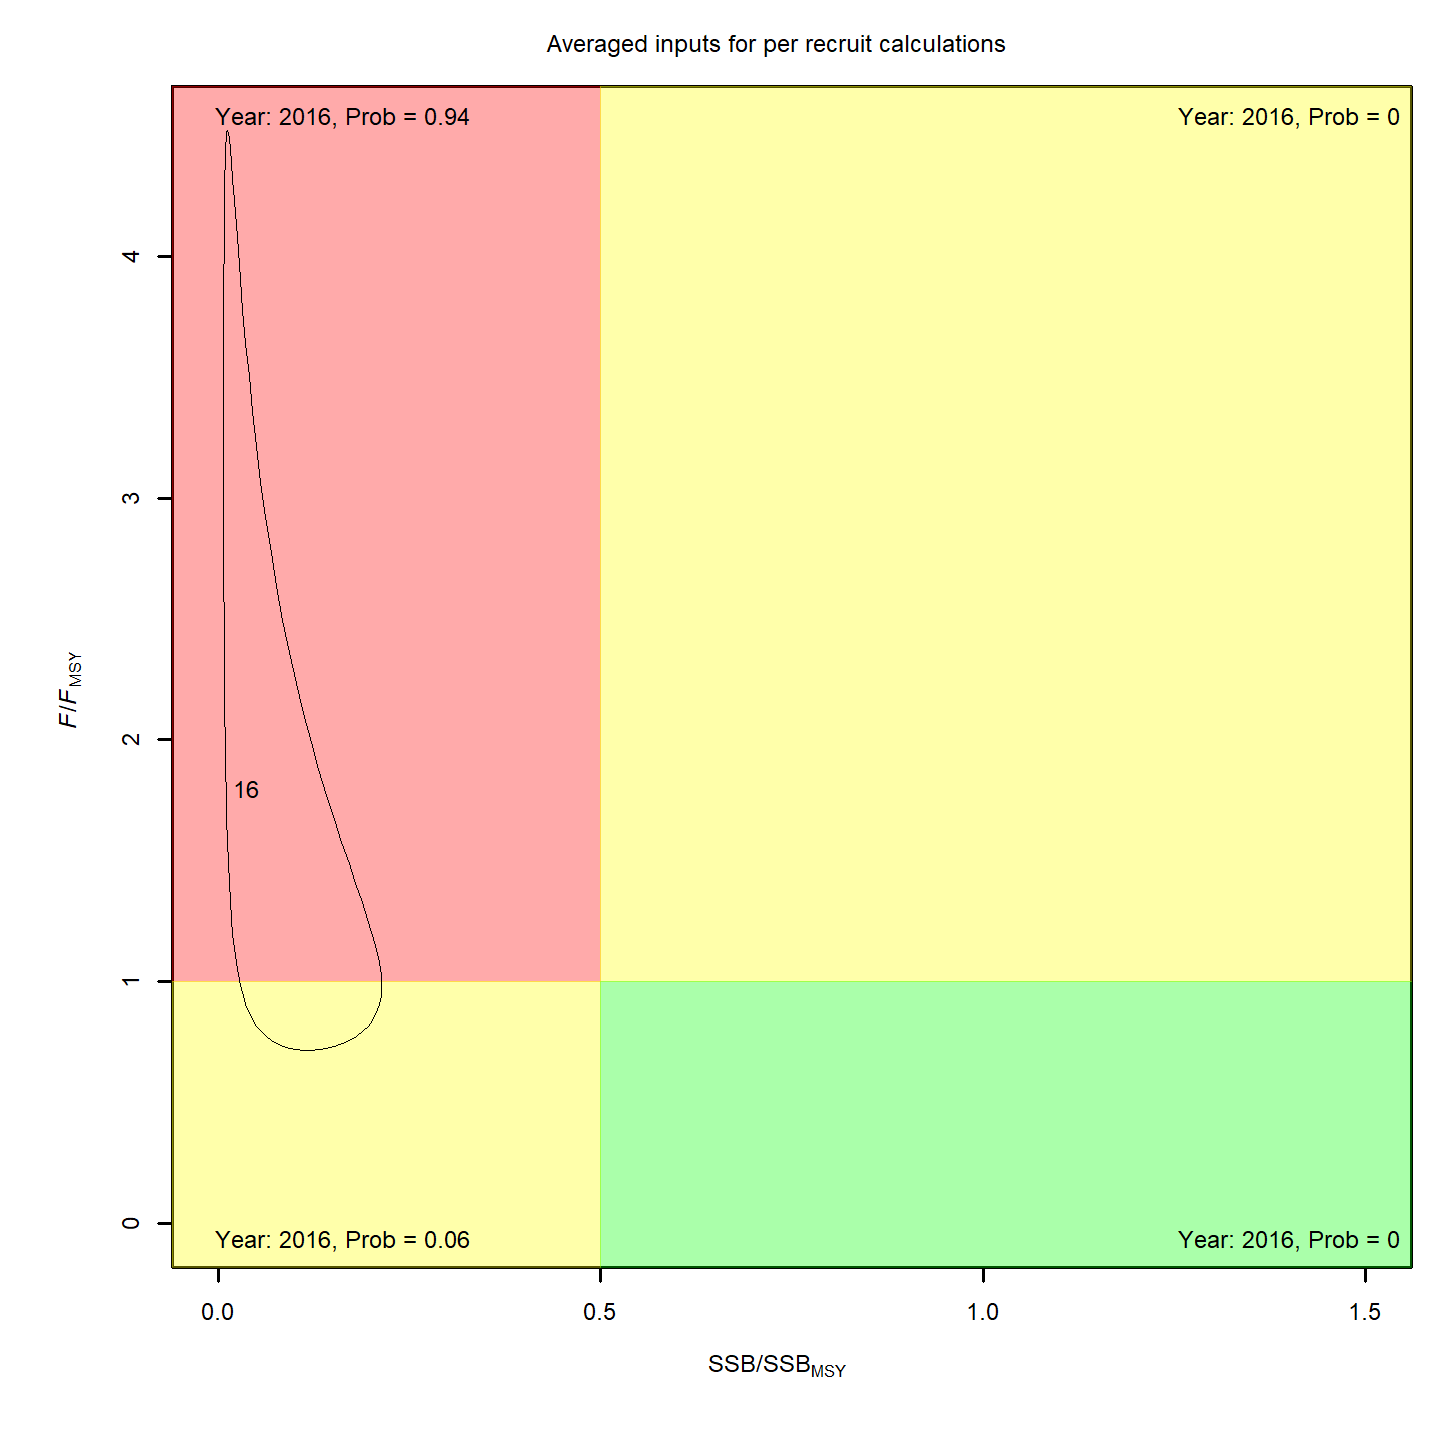 Averaged inputs for per recruit calculations
Year: 2016, Prob = 0.94
Year: 2016, Prob = 0
4
3
2
1
0
F/FMSY
16
Year: 2016, Prob = 0.06
Year: 2016, Prob = 0
0.0
0.5
1.0
1.5
SSB/SSBMSY